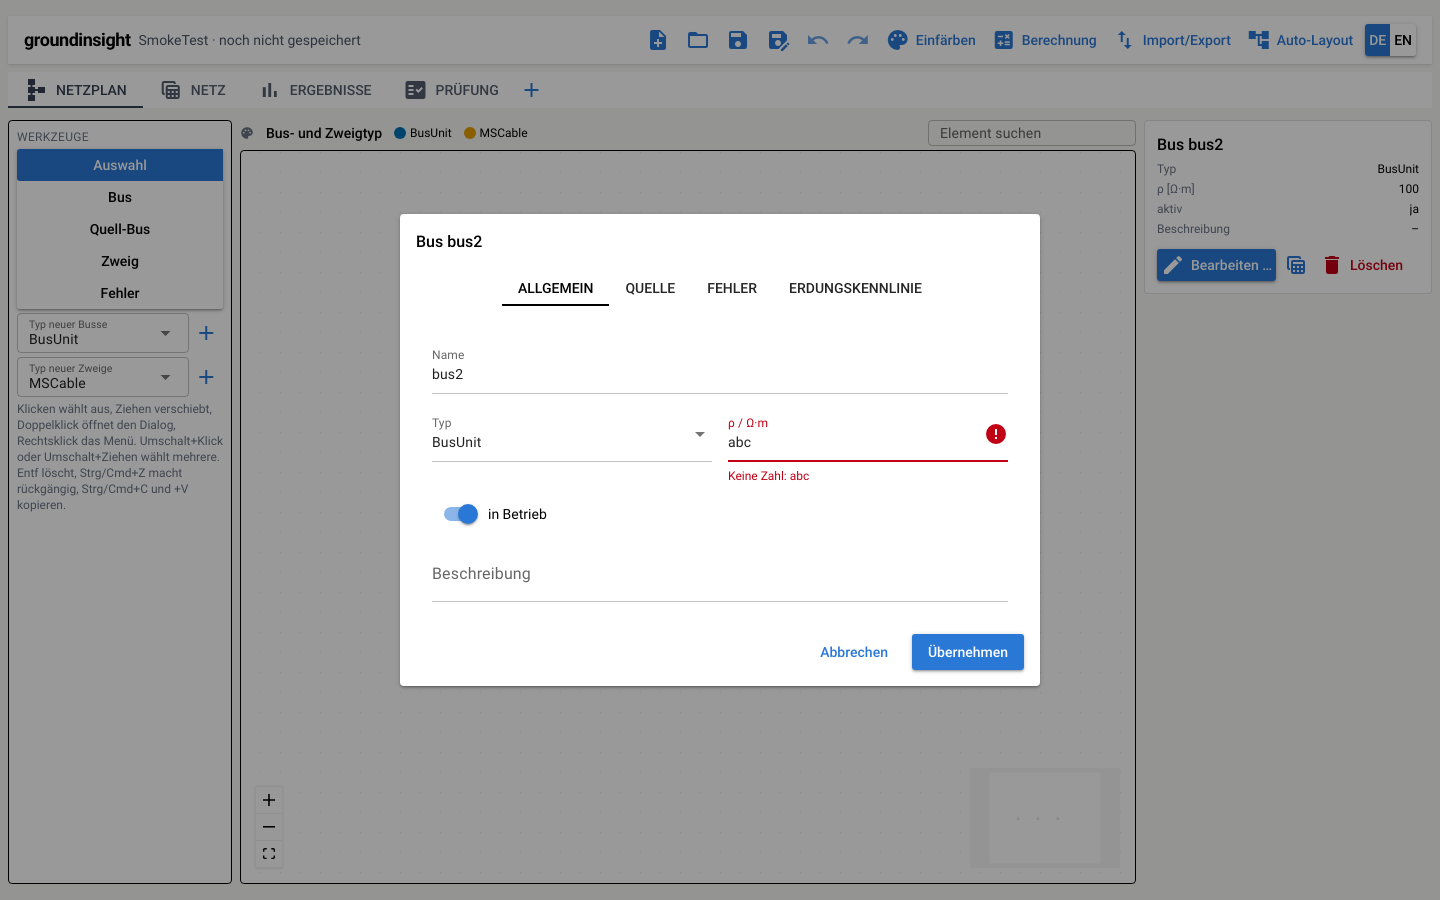 groundinsight SmokeTest · noch nicht gespeichert
Einfärben
Berechnung
Import/Export
Auto-Layout
DE EN
NETZPLAN
NETZ
ERGEBNISSE
PRÜFUNG
WERKZEUGE
Auswahl
Bus
Quell-Bus
Zweig
Fehler
Typ neuer Busse
BusUnit
Typ neuer Zweige
MSCable
Klicken wählt aus, Ziehen verschiebt,
Doppelklick öffnet den Dialog,
Rechtsklick das Menü. Umschalt+Klick
oder Umschalt+Ziehen wählt mehrere.
Entf löscht, Strg/Cmd+Z macht
rückgängig, Strg/Cmd+C und +V
kopieren.
Bus- und Zweigtyp
BusUnit
MSCable
Element suchen
Bus bus2
ALLGEMEIN
QUELLE
FEHLER
ERDUNGSKENNLINIE
Name
bus2
Typ
BusUnit
ρ / Ω·m
abc
Keine Zahl: abc
in Betrieb
Beschreibung
Abbrechen
Übernehmen
Bus bus2
Typ BusUnit
ρ [Ω·m] 100
aktiv ja
Beschreibung –
Bearbeiten ...
Löschen